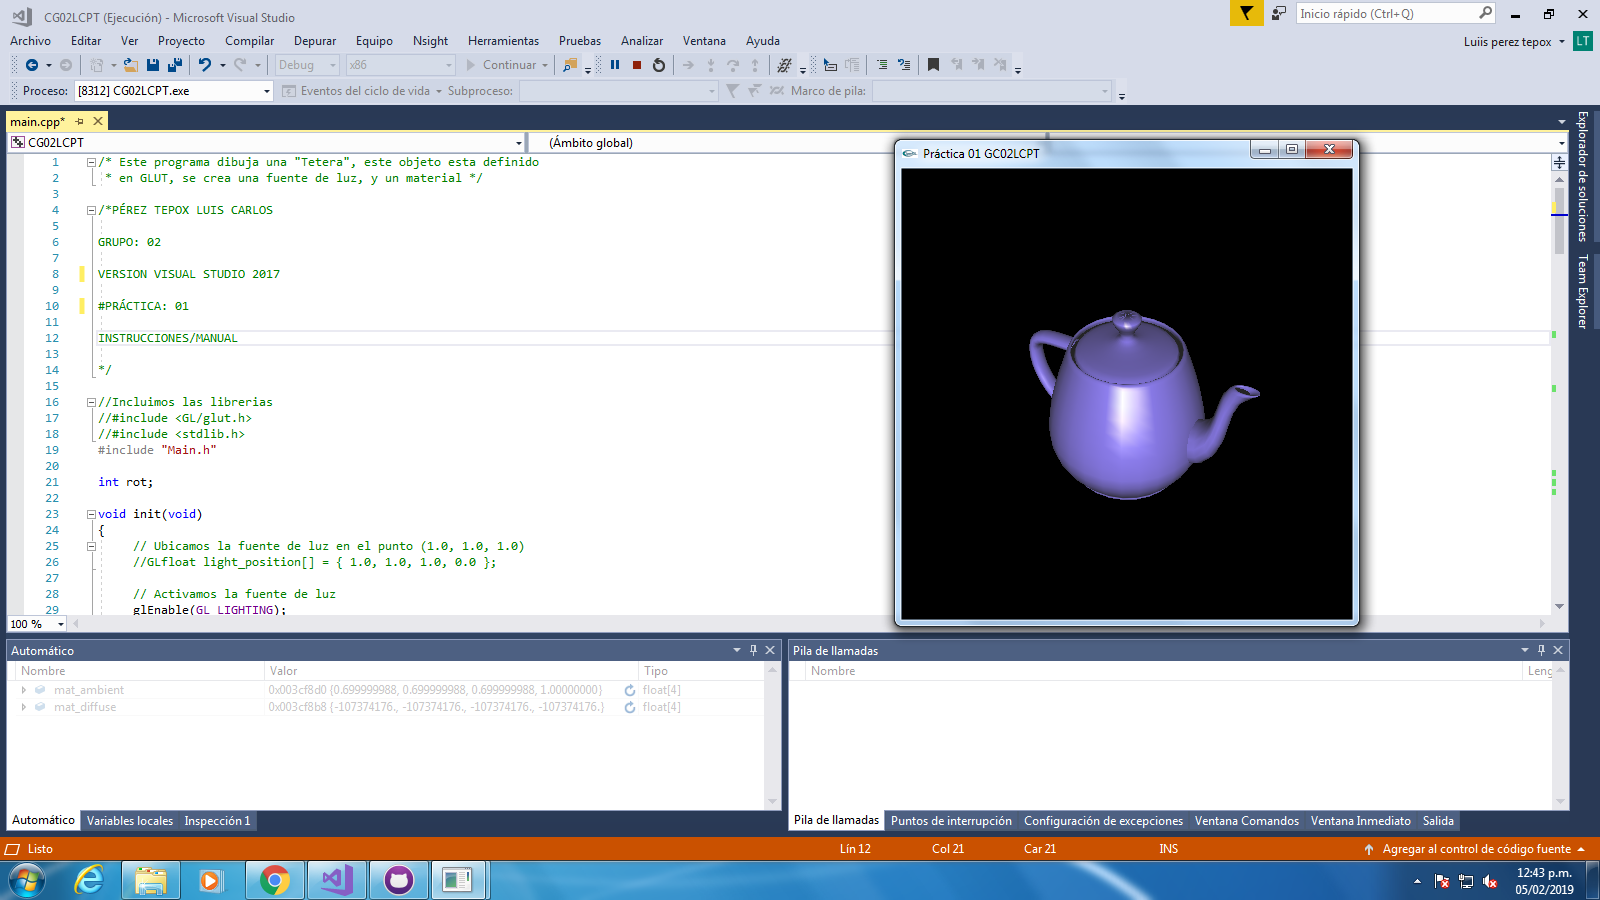 CG02LCPT (Ejecución) - Microsoft Visual Studio
Inicio rápido (Ctrl+Q)
Archivo Editar Ver Proyecto Compilar Depurar Equipo Nsight Herramientas Pruebas Analizar Ventana Ayuda
Luiis perez tepox LT
Debug x86 Continuar
Proceso: [8312] CG02LCPT.exe Eventos del ciclo de vida Subproceso: Marco de pila:
main.cpp*
CG02LCPT (Ámbito global)
1 /* Este programa dibuja una "Tetera", este objeto esta definido
2 * en GLUT, se crea una fuente de luz, y un material */
3
4 /*PÉREZ TEPOX LUIS CARLOS
5
6 GRUPO: 02
7
8 VERSION VISUAL STUDIO 2017
9
10 #PRÁCTICA: 01
11
12 INSTRUCCIONES/MANUAL
13
14 */
15
16 //Incluimos las librerias
17 //#include <GL/glut.h>
18 //#include <stdlib.h>
19 #include "Main.h"
20
21 int rot;
22
23 void init(void)
24 {
25 // Ubicamos la fuente de luz en el punto (1.0, 1.0, 1.0)
26 //GLfloat light_position[] = { 1.0, 1.0, 1.0, 0.0 };
27
28 // Activamos la fuente de luz
29 glEnable(GL_LIGHTING);
100 %
Práctica 01 GC02LCPT
Explorador de soluciones
Team Explorer
Automático
Nombre Valor Tipo
mat_ambient 0x003cf8d0 {0.699999988, 0.699999988, 0.699999988, 1.00000000} float[4]
mat_diffuse 0x003cf8b8 {-107374176., -107374176., -107374176., -107374176.} float[4]
Automático Variables locales Inspección 1
Pila de llamadas
Nombre Leng
Pila de llamadas Puntos de interrupción Configuración de excepciones Ventana Comandos Ventana Inmediato Salida
Listo Lín 12 Col 21 Car 21 INS Agregar al control de código fuente
12:43 p.m.
05/02/2019